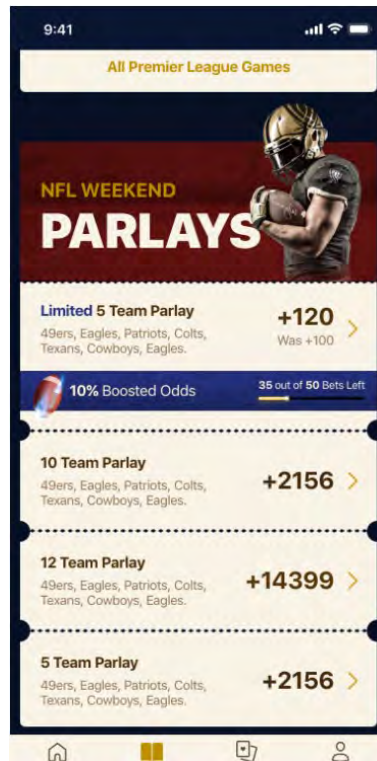 9:41
All Premier League Games
NFL WEEKEND
PARLAYS
Limited 5 Team Parlay
49ers, Eagles, Patriots, Colts,
Texans, Cowboys, Eagles.
+120
Was +100
10% Boosted Odds
35 out of 50 Bets Left
10 Team Parlay
49ers, Eagles, Patriots, Colts,
Texans, Cowboys, Eagles.
+2156
12 Team Parlay
49ers, Eagles, Patriots, Colts,
Texans, Cowboys, Eagles.
+14399
5 Team Parlay
49ers, Eagles, Patriots, Colts,
Texans, Cowboys, Eagles.
+2156